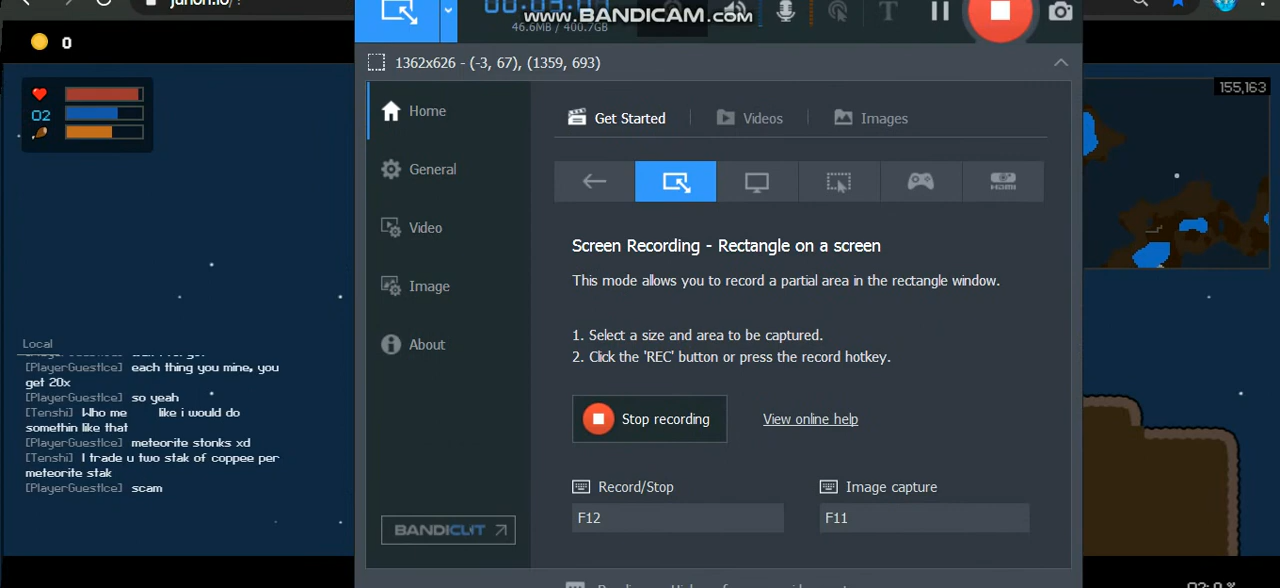 www.BANDICAM.com
46.6MB / 400.7GB
0
1362x626 - (-3, 67), (1359, 693)
155,163
O2
Home
General
Video
Image
About
BANDICUT
Get Started
Videos
Images
HDMI
Screen Recording - Rectangle on a screen
This mode allows you to record a partial area in the rectangle window.
1. Select a size and area to be captured.
2. Click the 'REC' button or press the record hotkey.
Stop recording
View online help
Record/Stop
Image capture
F12
F11
Local
[PlayerGuestIce] each thing you mine, you
get 20x
[PlayerGuestIce] so yeah
[Tenshi] Who me like i would do
somethin like that
[PlayerGuestIce] meteorite stonks xd
[Tenshi] I trade u two stak of coppee per
meteorite stak
[PlayerGuestIce] scam